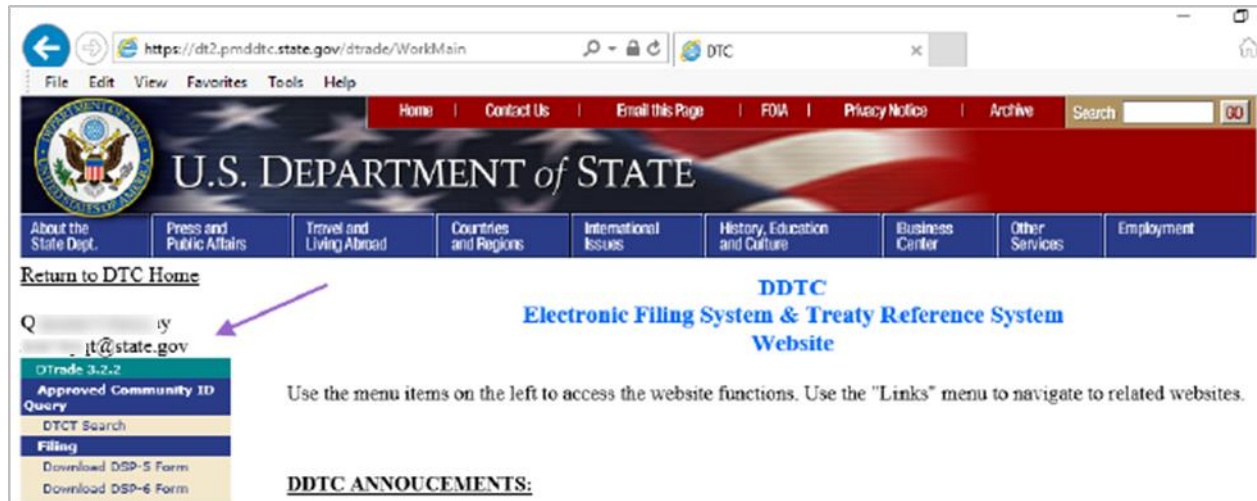 https://dt2.pmddtc.state.gov/dtrade/WorkMain
DTC
File Edit View Favorites Tools Help
Home | Contact Us | Email this Page | FOIA | Privacy Notice | Archive
Search GO
U.S. DEPARTMENT of STATE
About the State Dept.
Press and Public Affairs
Travel and Living Abroad
Countries and Regions
International Issues
History, Education and Culture
Business Center
Other Services
Employment
Return to DTC Home
DDTC
Electronic Filing System & Treaty Reference System
Website
@state.gov
DTrade 3.2.2
Approved Community ID
Query
DTCT Search
Filing
Download DSP-5 Form
Download DSP-6 Form
Use the menu items on the left to access the website functions. Use the "Links" menu to navigate to related websites.
DDTC ANNOUCEMENTS: